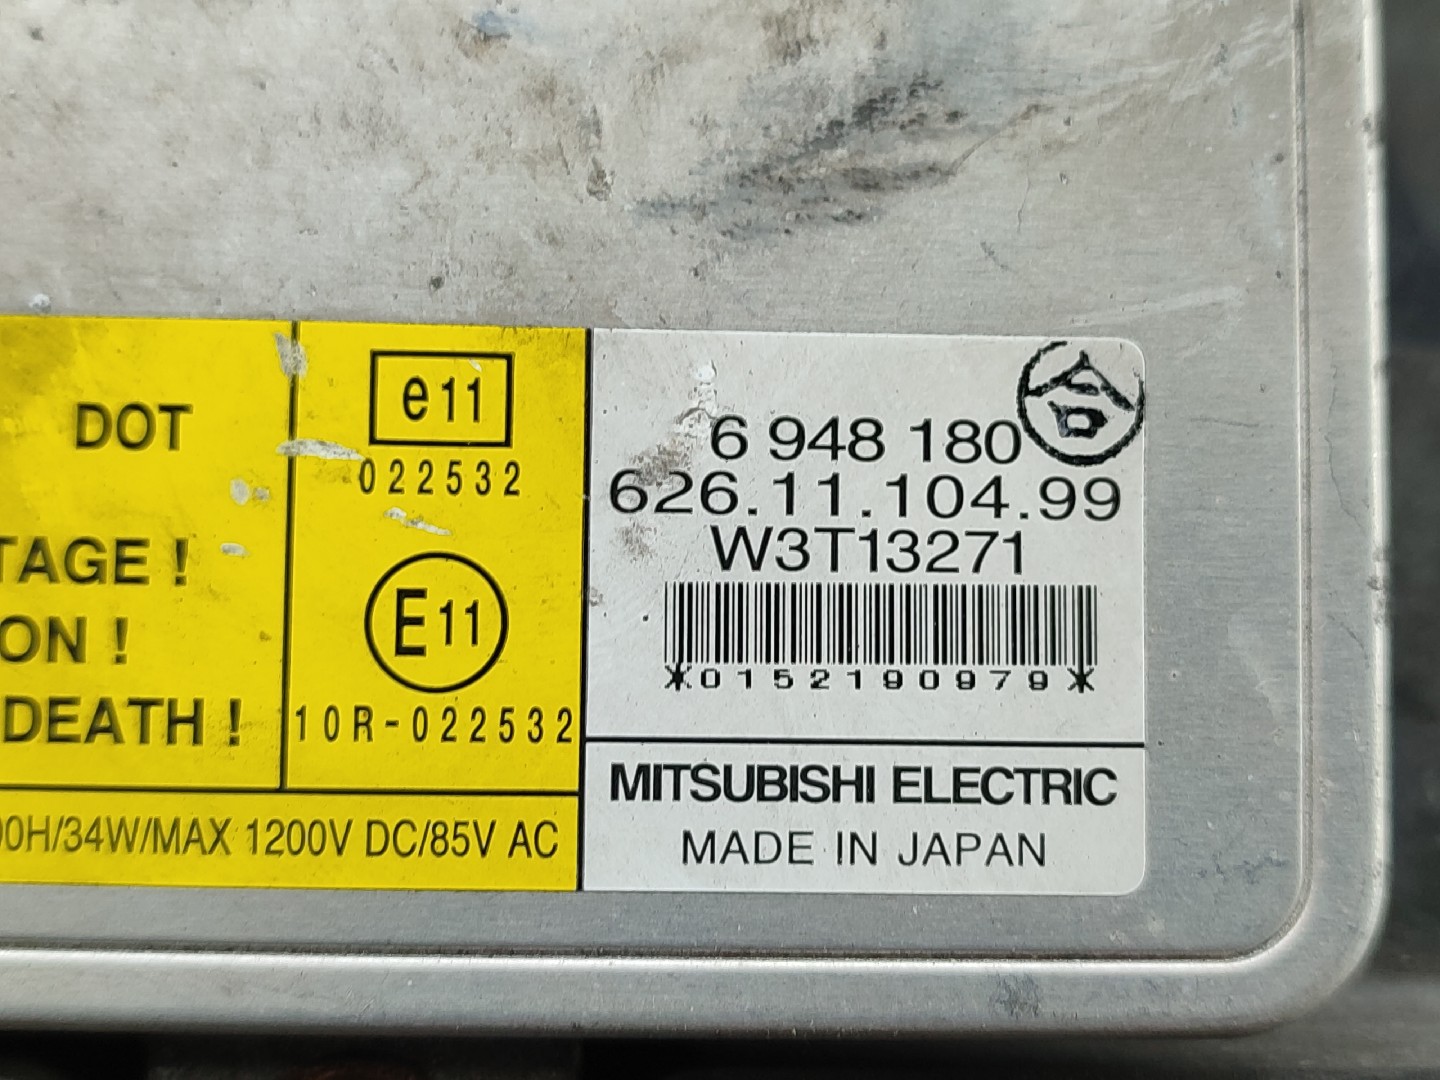 DOT
TAGE !
ON !
DEATH !
e11
022532
E11
10R-022532
00H/34W/MAX 1200V DC/85V AC
合
6 948 180
626.11.104.99
W3T13271
*0152190979*
MITSUBISHI ELECTRIC
MADE IN JAPAN